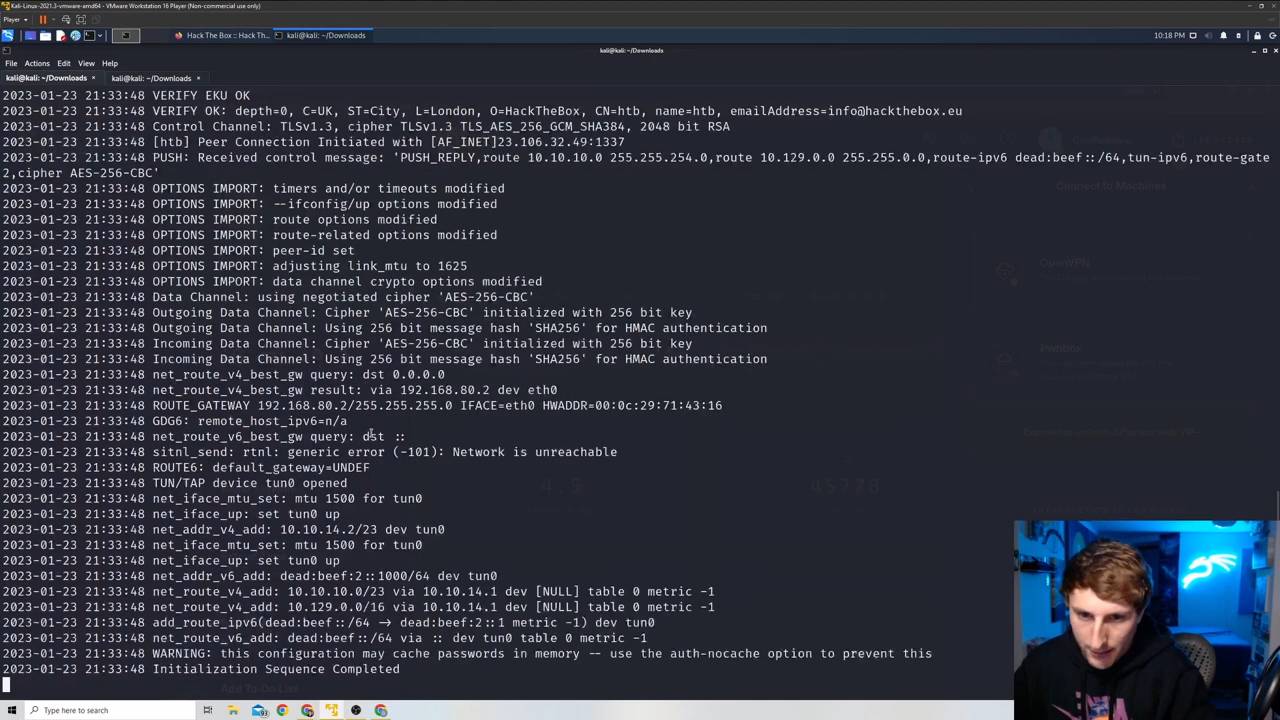 Kali-Linux-2021.3-vmware-amd64 - VMware Workstation 16 Player (Non-commercial use only)
Player
Hack The Box :: Hack Th...
kali@kali: ~/Downloads
10:18 PM
kali@kali: ~/Downloads
File Actions Edit View Help
kali@kali: ~/Downloads × kali@kali: ~/Downloads ×
2023-01-23 21:33:48 VERIFY EKU OK
2023-01-23 21:33:48 VERIFY OK: depth=0, C=UK, ST=City, L=London, O=HackTheBox, CN=htb, name=htb, emailAddress=info@hackthebox.eu
2023-01-23 21:33:48 Control Channel: TLSv1.3, cipher TLSv1.3 TLS_AES_256_GCM_SHA384, 2048 bit RSA
2023-01-23 21:33:48 [htb] Peer Connection Initiated with [AF_INET]23.106.32.49:1337
2023-01-23 21:33:48 PUSH: Received control message: 'PUSH_REPLY,route 10.10.10.0 255.255.254.0,route 10.129.0.0 255.255.0.0,route-ipv6 dead:beef::/64,tun-ipv6,route-gate
2,cipher AES-256-CBC'
Connect to Machines
2023-01-23 21:33:48 OPTIONS IMPORT: timers and/or timeouts modified
2023-01-23 21:33:48 OPTIONS IMPORT: --ifconfig/up options modified
2023-01-23 21:33:48 OPTIONS IMPORT: route options modified
2023-01-23 21:33:48 OPTIONS IMPORT: route-related options modified
2023-01-23 21:33:48 OPTIONS IMPORT: peer-id set
OpenVPN
2023-01-23 21:33:48 OPTIONS IMPORT: adjusting link_mtu to 1625
2023-01-23 21:33:48 OPTIONS IMPORT: data channel crypto options modified
2023-01-23 21:33:48 Data Channel: using negotiated cipher 'AES-256-CBC'
2023-01-23 21:33:48 Outgoing Data Channel: Cipher 'AES-256-CBC' initialized with 256 bit key
2023-01-23 21:33:48 Outgoing Data Channel: Using 256 bit message hash 'SHA256' for HMAC authentication
2023-01-23 21:33:48 Incoming Data Channel: Cipher 'AES-256-CBC' initialized with 256 bit key
Pwnbox
2023-01-23 21:33:48 Incoming Data Channel: Using 256 bit message hash 'SHA256' for HMAC authentication
2023-01-23 21:33:48 net_route_v4_best_gw query: dst 0.0.0.0
2023-01-23 21:33:48 net_route_v4_best_gw result: via 192.168.80.2 dev eth0
2023-01-23 21:33:48 ROUTE_GATEWAY 192.168.80.2/255.255.255.0 IFACE=eth0 HWADDR=00:0c:29:71:43:16
2023-01-23 21:33:48 GDG6: remote_host_ipv6=n/a
2023-01-23 21:33:48 net_route_v6_best_gw query: dst ::
2023-01-23 21:33:48 sitnl_send: rtnl: generic error (-101): Network is unreachable
2023-01-23 21:33:48 ROUTE6: default_gateway=UNDEF
2023-01-23 21:33:48 TUN/TAP device tun0 opened
4.5
45778
2023-01-23 21:33:48 net_iface_mtu_set: mtu 1500 for tun0
2023-01-23 21:33:48 net_iface_up: set tun0 up
2023-01-23 21:33:48 net_addr_v4_add: 10.10.14.2/23 dev tun0
2023-01-23 21:33:48 net_iface_mtu_set: mtu 1500 for tun0
2023-01-23 21:33:48 net_iface_up: set tun0 up
2023-01-23 21:33:48 net_addr_v6_add: dead:beef:2::1000/64 dev tun0
2023-01-23 21:33:48 net_route_v4_add: 10.10.10.0/23 via 10.10.14.1 dev [NULL] table 0 metric -1
2023-01-23 21:33:48 net_route_v4_add: 10.129.0.0/16 via 10.10.14.1 dev [NULL] table 0 metric -1
2023-01-23 21:33:48 add_route_ipv6(dead:beef::/64 → dead:beef:2::1 metric -1) dev tun0
2023-01-23 21:33:48 net_route_v6_add: dead:beef::/64 via :: dev tun0 table 0 metric -1
2023-01-23 21:33:48 WARNING: this configuration may cache passwords in memory -- use the auth-nocache option to prevent this
2023-01-23 21:33:48 Initialization Sequence Completed
Add To Do List
Type here to search